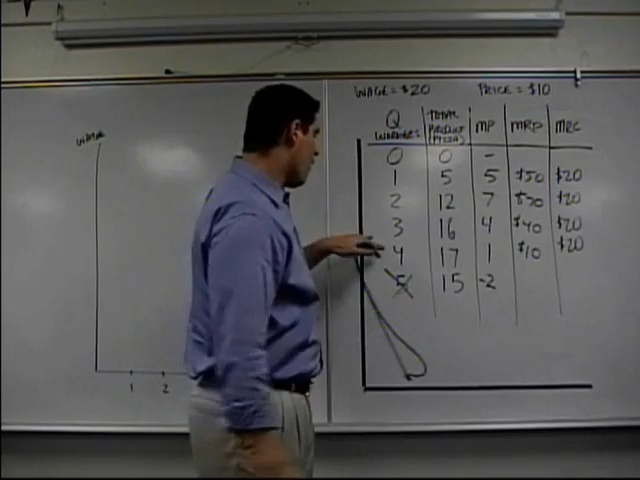 WAGE = $20 PRICE = $10
Q WORKERS TOTAL PRODUCT (PIZZA) MP MRP MRC
0 0 -
1 5 5 $50 $20
2 12 7 $70 $20
3 16 4 $40 $20
4 17 1 $10 $20
5 15 -2
WAGE
1 2